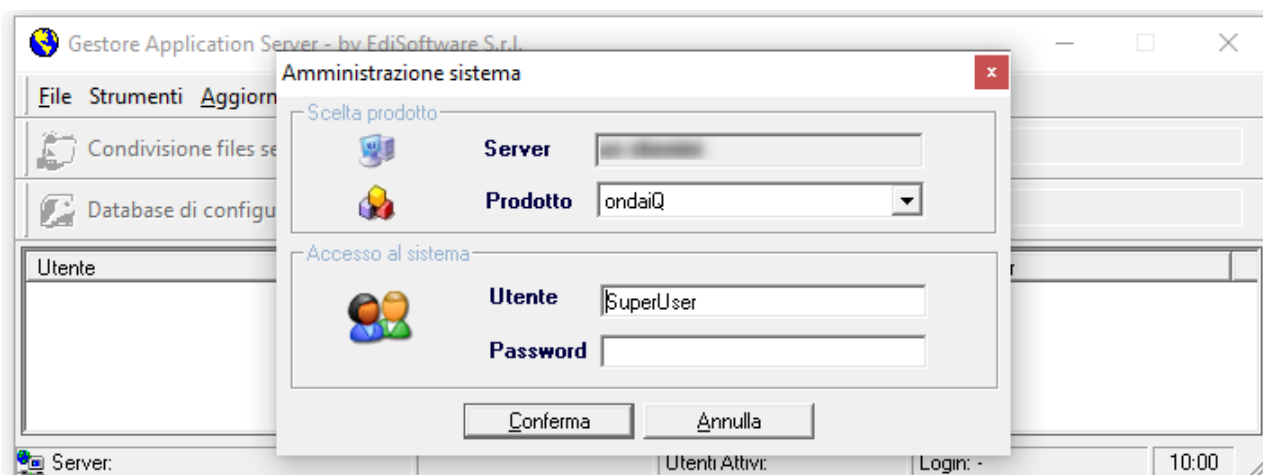 Gestore Application Server - by EdiSoftware S.r.l.
Amministrazione sistema
File Strumenti Aggiorn
Scelta prodotto
Condivisione files se
Server
Database di configu
Prodotto ondaiQ
Accesso al sistema
Utente
Utente SuperUser
Password
Conferma Annulla
Server: Utenti Attivi: Login: - 10:00